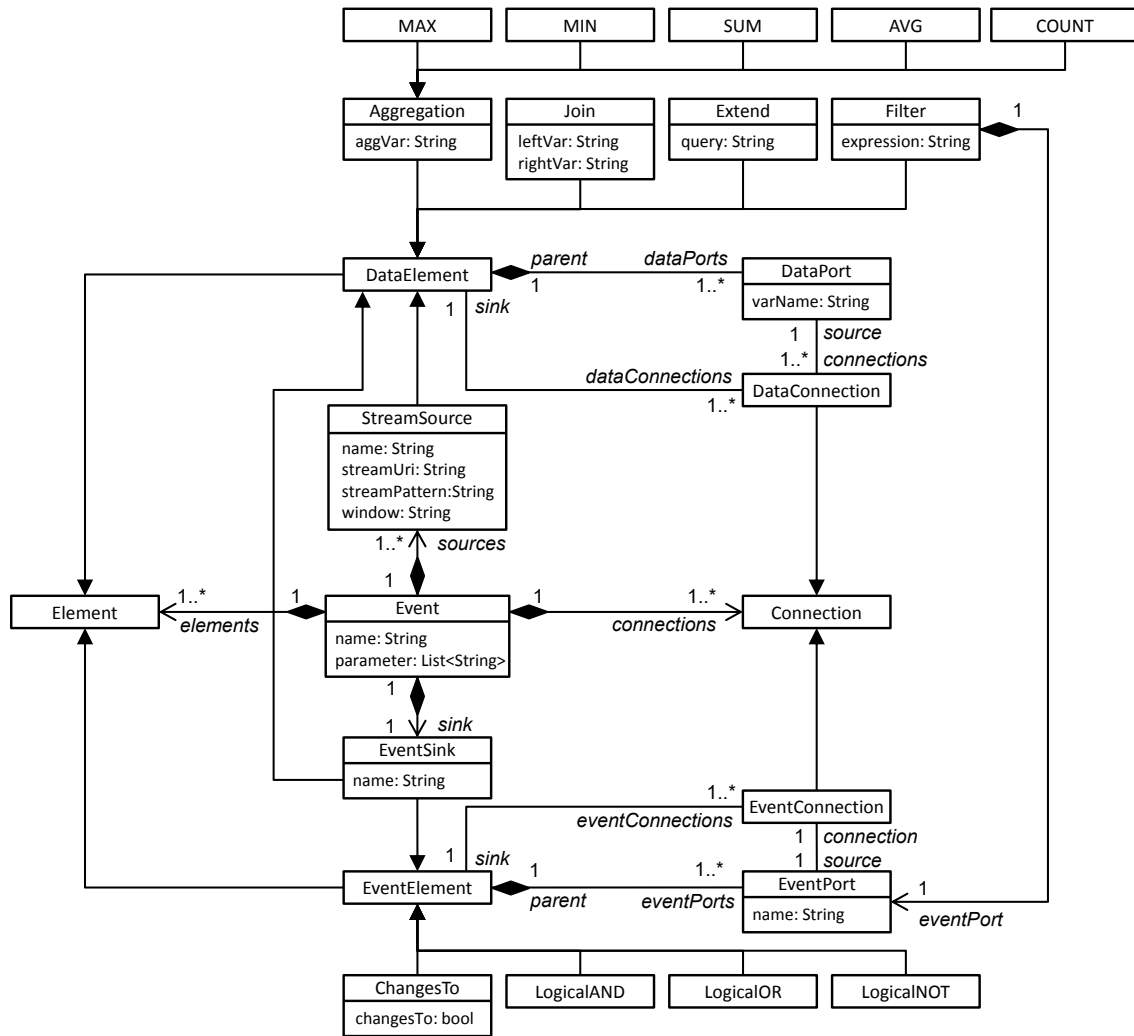 MAX MIN SUM AVG COUNT
Aggregation Join Extend Filter 1
aggVar: String leftVar: String query: String expression: String
rightVar: String
parent dataPorts DataPort
DataElement 1 1..* varName: String
1 sink 1 source
1..* connections
dataConnections DataConnection
1..*
StreamSource
name: String
streamUri: String
streamPattern:String
window: String
1..* sources
1
1..* 1 Event 1 1..*
Element Connection
elements name: String connections
parameter: List<String>
1
1 sink
EventSink
name: String
1..* EventConnection
eventConnections 1 connection
1 sink 1 source
EventElement 1 1..* EventPort 1
parent eventPorts name: String eventPort
ChangesTo LogicalAND LogicalOR LogicalNOT
changesTo: bool